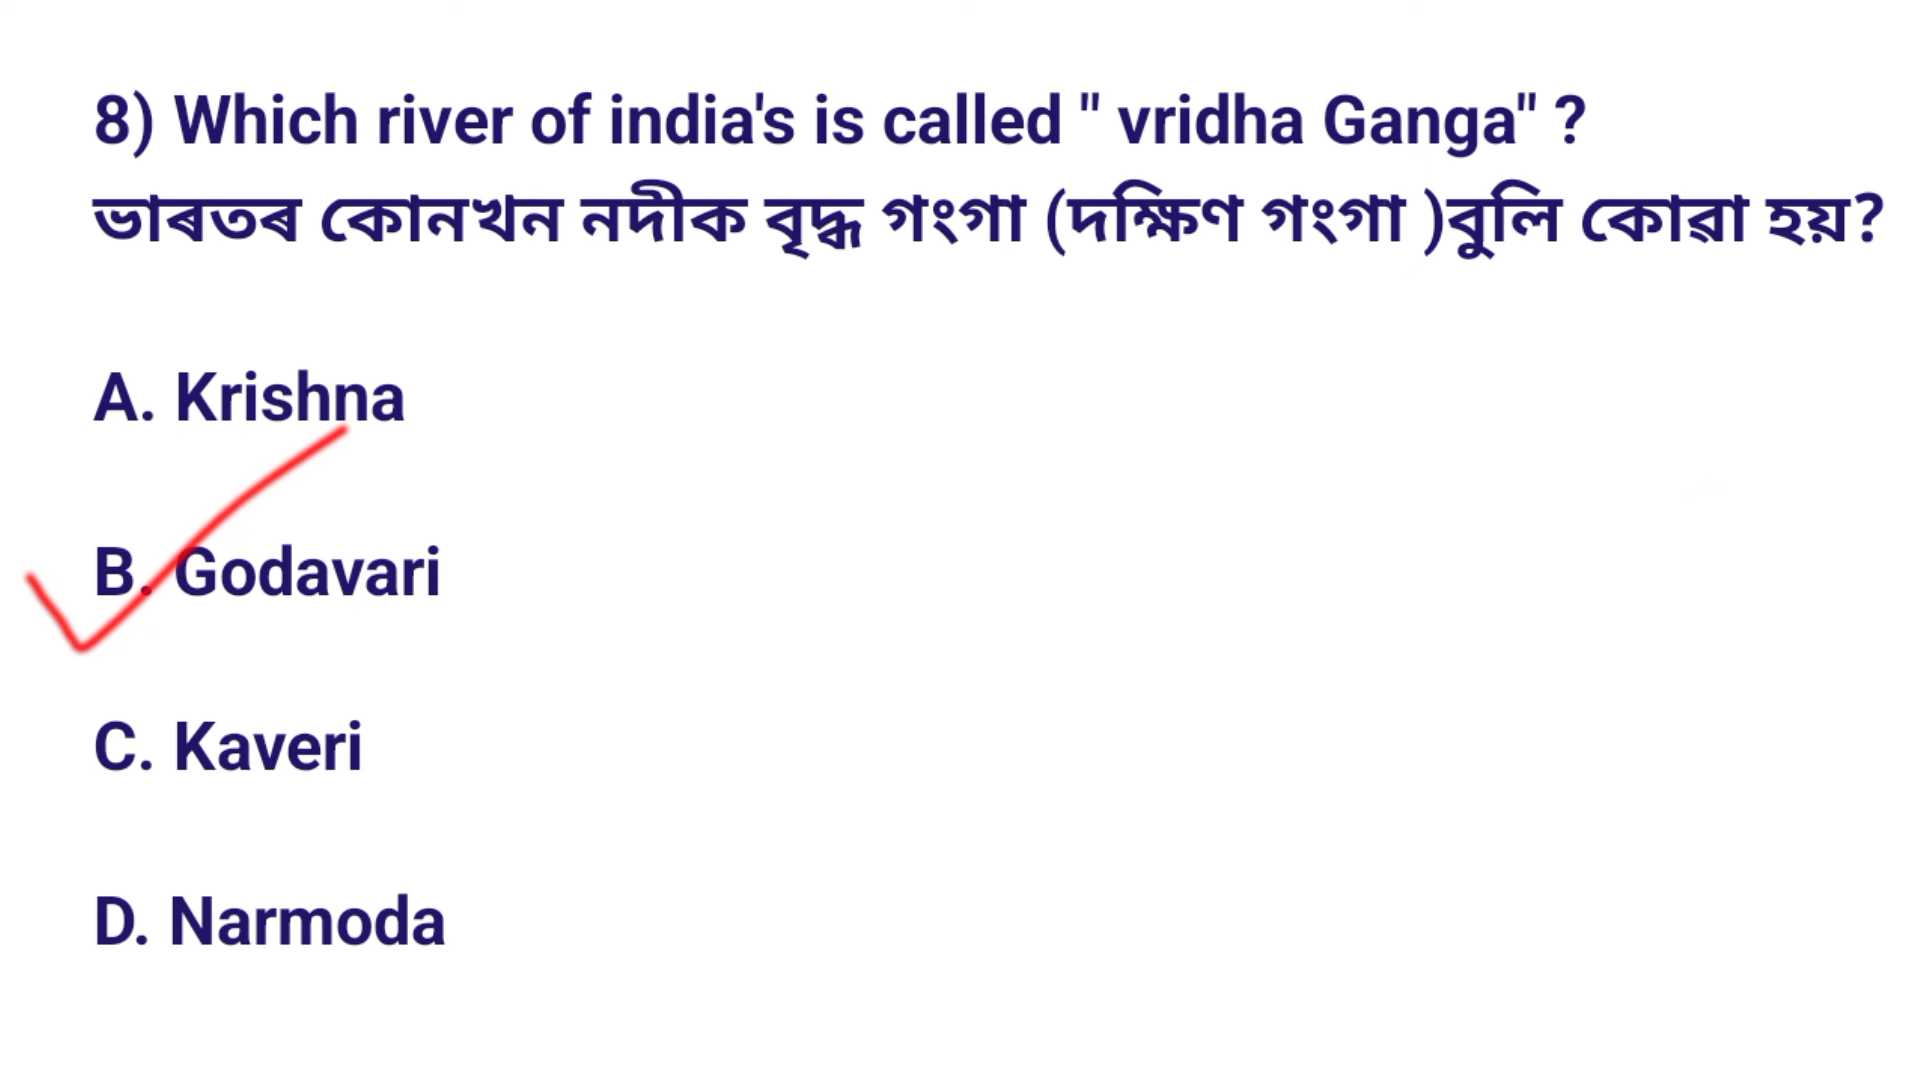 8) Which river of india's is called " vridha Ganga" ?
ভাৰতৰ কোনখন নদীক বৃদ্ধ গংগা (দক্ষিণ গংগা )বুলি কোৱা হয়?
A. Krishna
B. Godavari
C. Kaveri
D. Narmoda